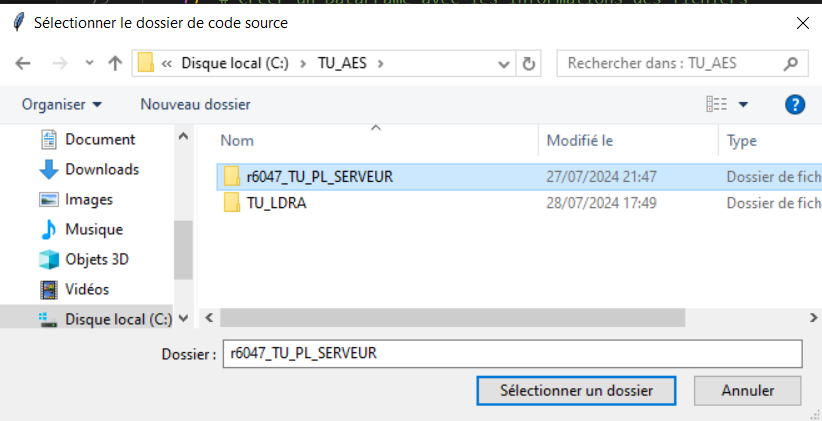 Sélectionner le dossier de code source
« Disque local (C:) › TU_AES ›
Rechercher dans : TU_AES
Organiser
Nouveau dossier
Nom
Modifié le
Type
Document
Downloads
Images
Musique
Objets 3D
Vidéos
Disque local (C:)
r6047_TU_PL_SERVEUR 27/07/2024 21:47 Dossier de fich
TU_LDRA 28/07/2024 17:49 Dossier de fich
Dossier : r6047_TU_PL_SERVEUR
Sélectionner un dossier
Annuler